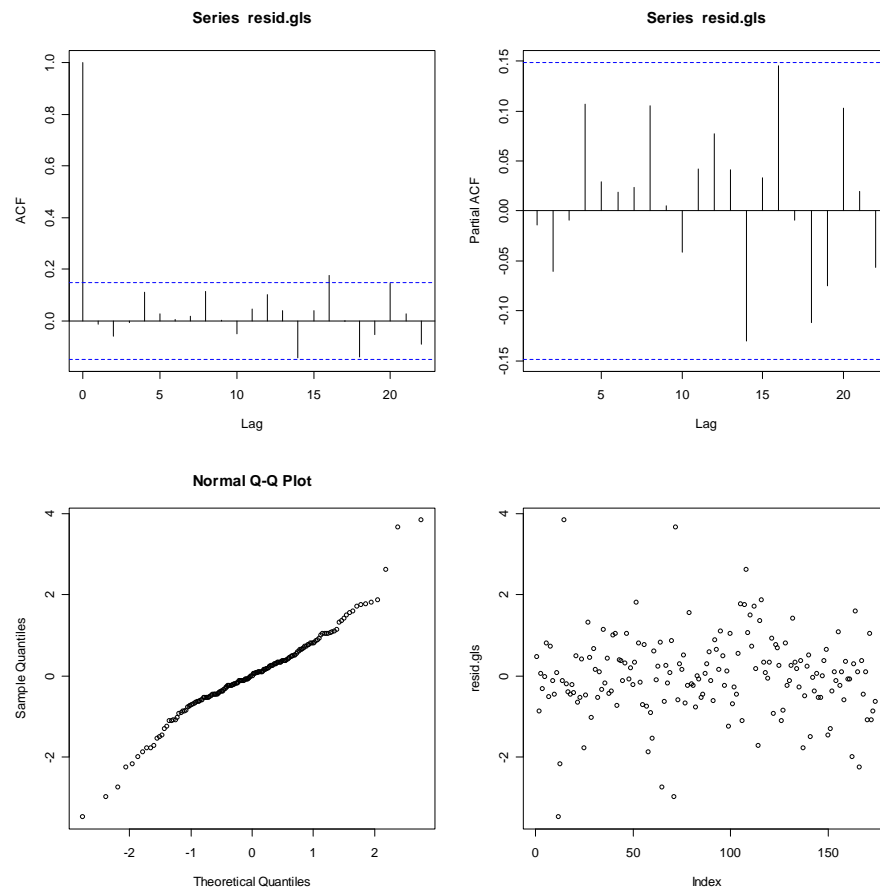 Series resid.gls
ACF
0.0 0.2 0.4 0.6 0.8 1.0
0 5 10 15 20
Lag
Series resid.gls
Partial ACF
-0.15 -0.10 -0.05 0.00 0.05 0.10 0.15
5 10 15 20
Lag
Normal Q-Q Plot
Sample Quantiles
-2 0 2 4
-2 -1 0 1 2
Theoretical Quantiles
resid.gls
-2 0 2 4
0 50 100 150
Index